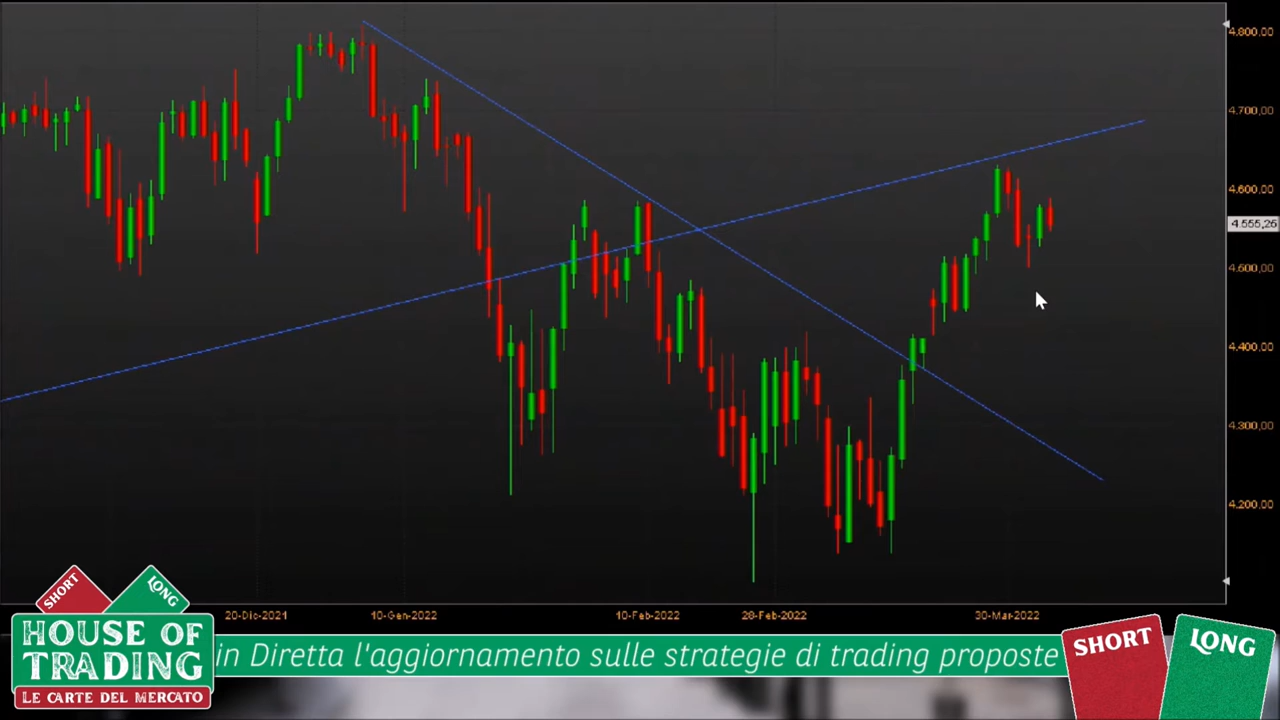 4.800,00
4.700,00
4.600,00
4.555,25
4.500,00
4.400,00
4.300,00
4.200,00
20-Dic-2021 10-Gen-2022 10-Feb-2022 28-Feb-2022 30-Mar-2022
SHORT LONG
HOUSE OF
TRADING
LE CARTE DEL MERCATO
in Diretta l'aggiornamento sulle strategie di trading proposte
SHORT LONG